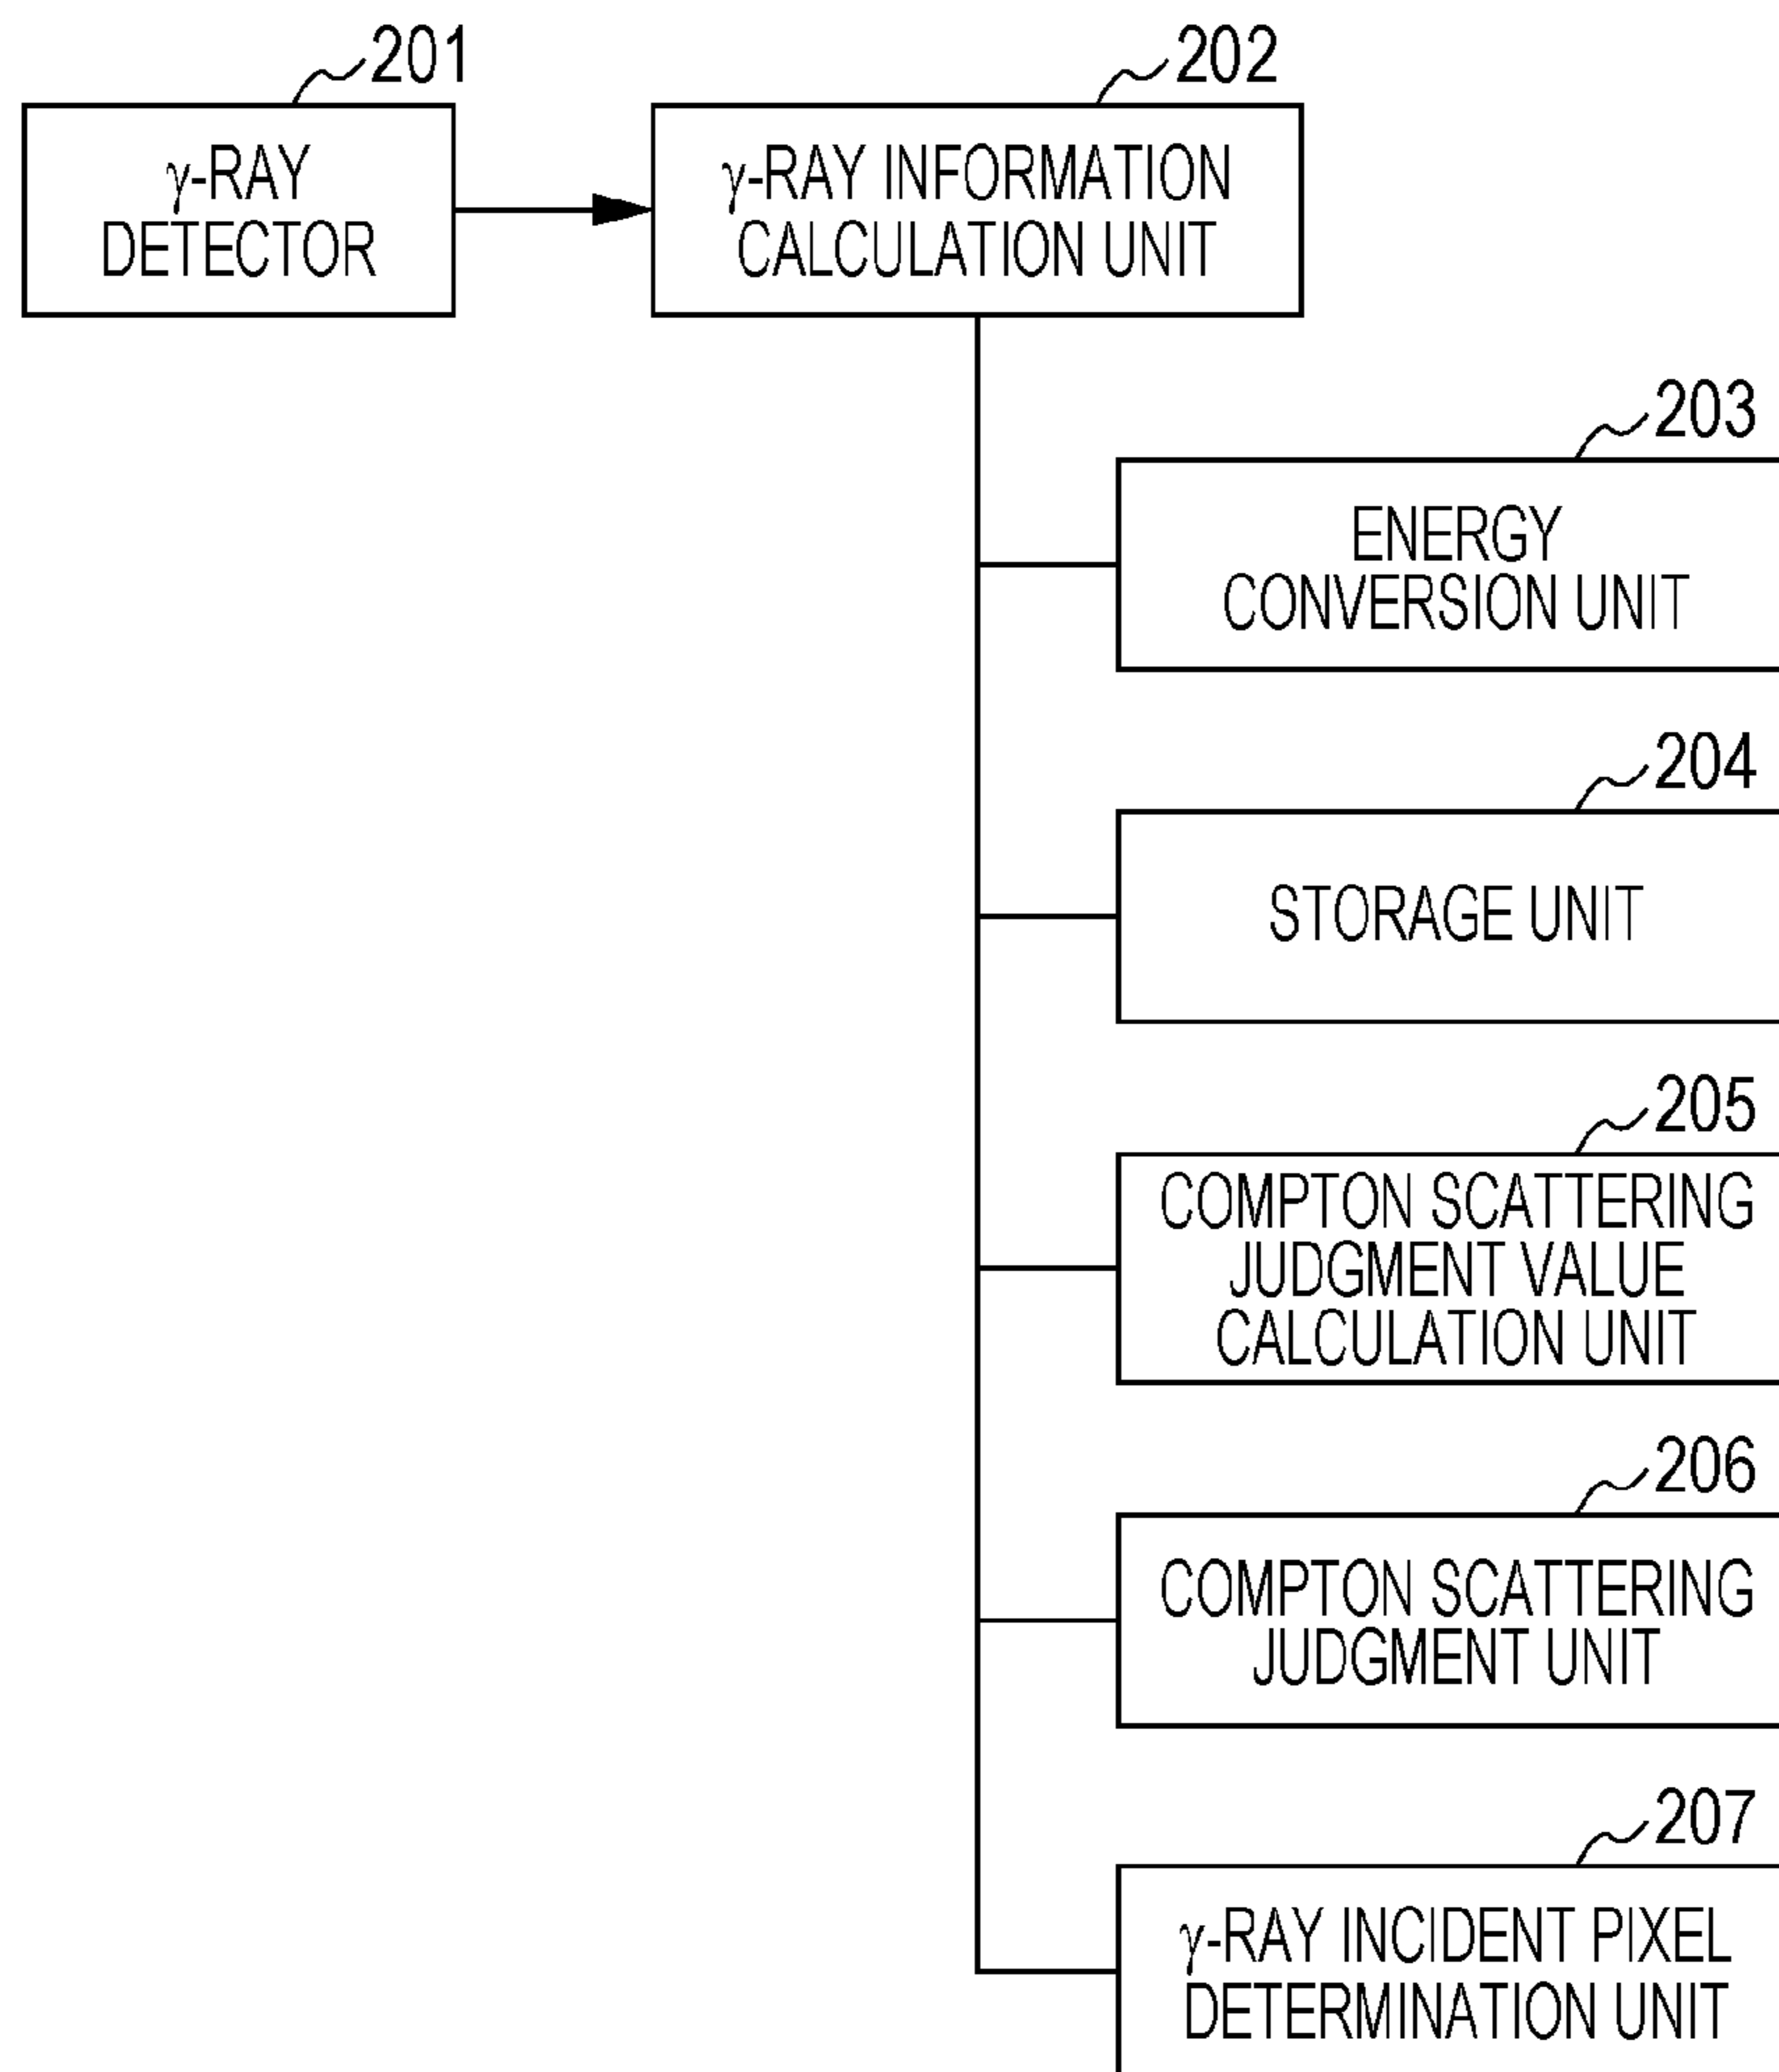 201
γ-RAY
DETECTOR
202
γ-RAY INFORMATION
CALCULATION UNIT
203
ENERGY
CONVERSION UNIT
204
STORAGE UNIT
205
COMPTON SCATTERING
JUDGMENT VALUE
CALCULATION UNIT
206
COMPTON SCATTERING
JUDGMENT UNIT
207
γ-RAY INCIDENT PIXEL
DETERMINATION UNIT